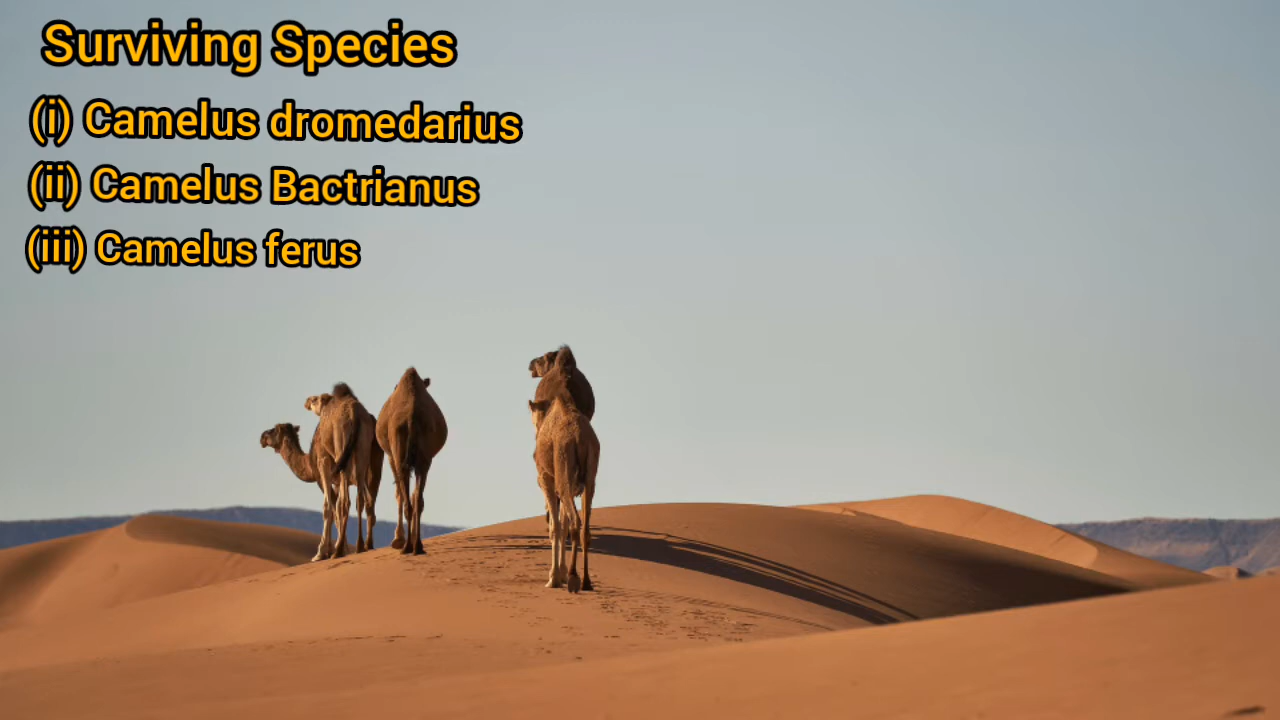 Surviving Species
(i) Camelus dromedarius
(ii) Camelus Bactrianus
(iii) Camelus ferus